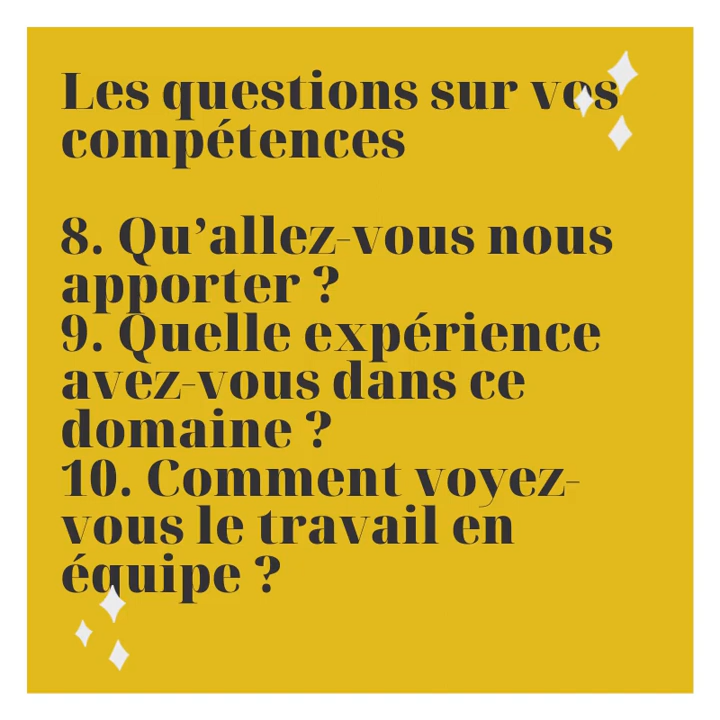 Les questions sur vos
compétences
8. Qu’allez-vous nous
apporter ?
9. Quelle expérience
avez-vous dans ce
domaine ?
10. Comment voyez-
vous le travail en
équipe ?